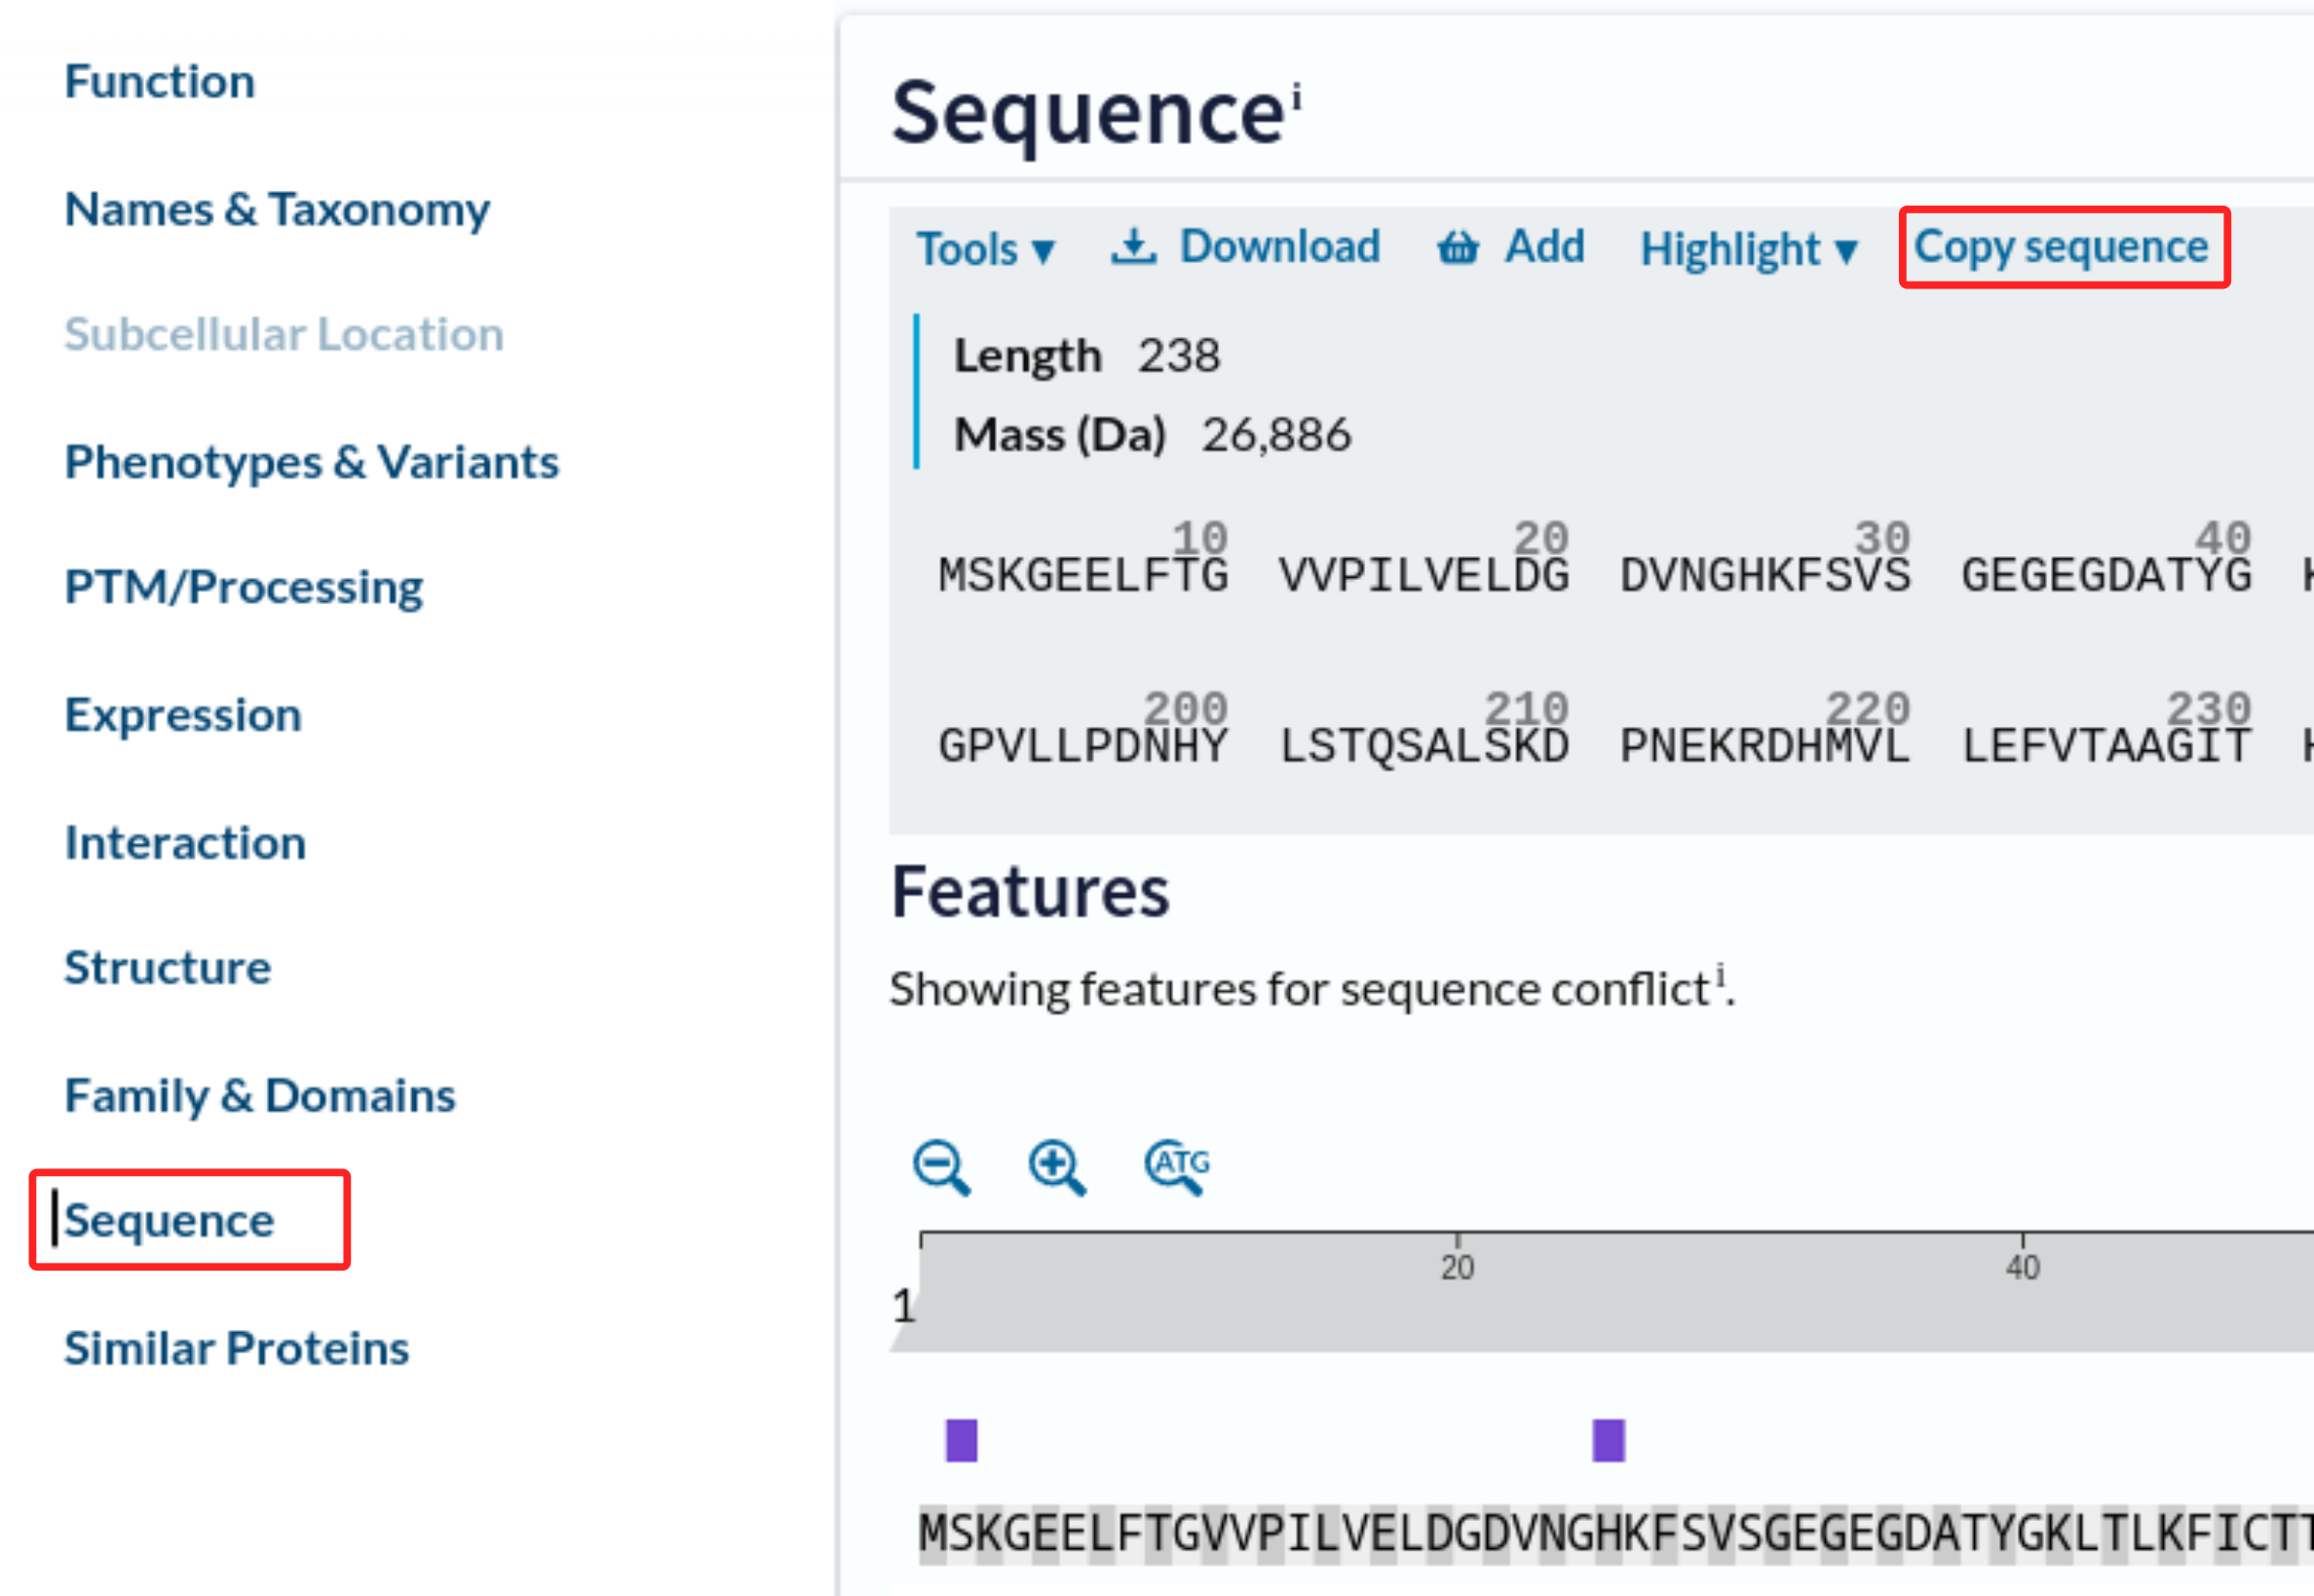 Function
Names & Taxonomy
Subcellular Location
Phenotypes & Variants
PTM/Processing
Expression
Interaction
Structure
Family & Domains
Sequence
Similar Proteins
Sequence i
Tools ▼ Download Add Highlight ▼ Copy sequence
Length 238
Mass (Da) 26,886
10 20 30 40
MSKGEELFTG VVPILVELDG DVNGHKFSVS GEGEGDATYG
200 210 220 230
GPVLLPDNHY LSTQSALSKD PNEKRDHMVL LEFVTAAGIT
Features
Showing features for sequence conflict i.
ATG
20 40
1
MSKGEELFTGVVPILVELDGDVNGHKFSVSGEGEGDATYGKLTLKFICT